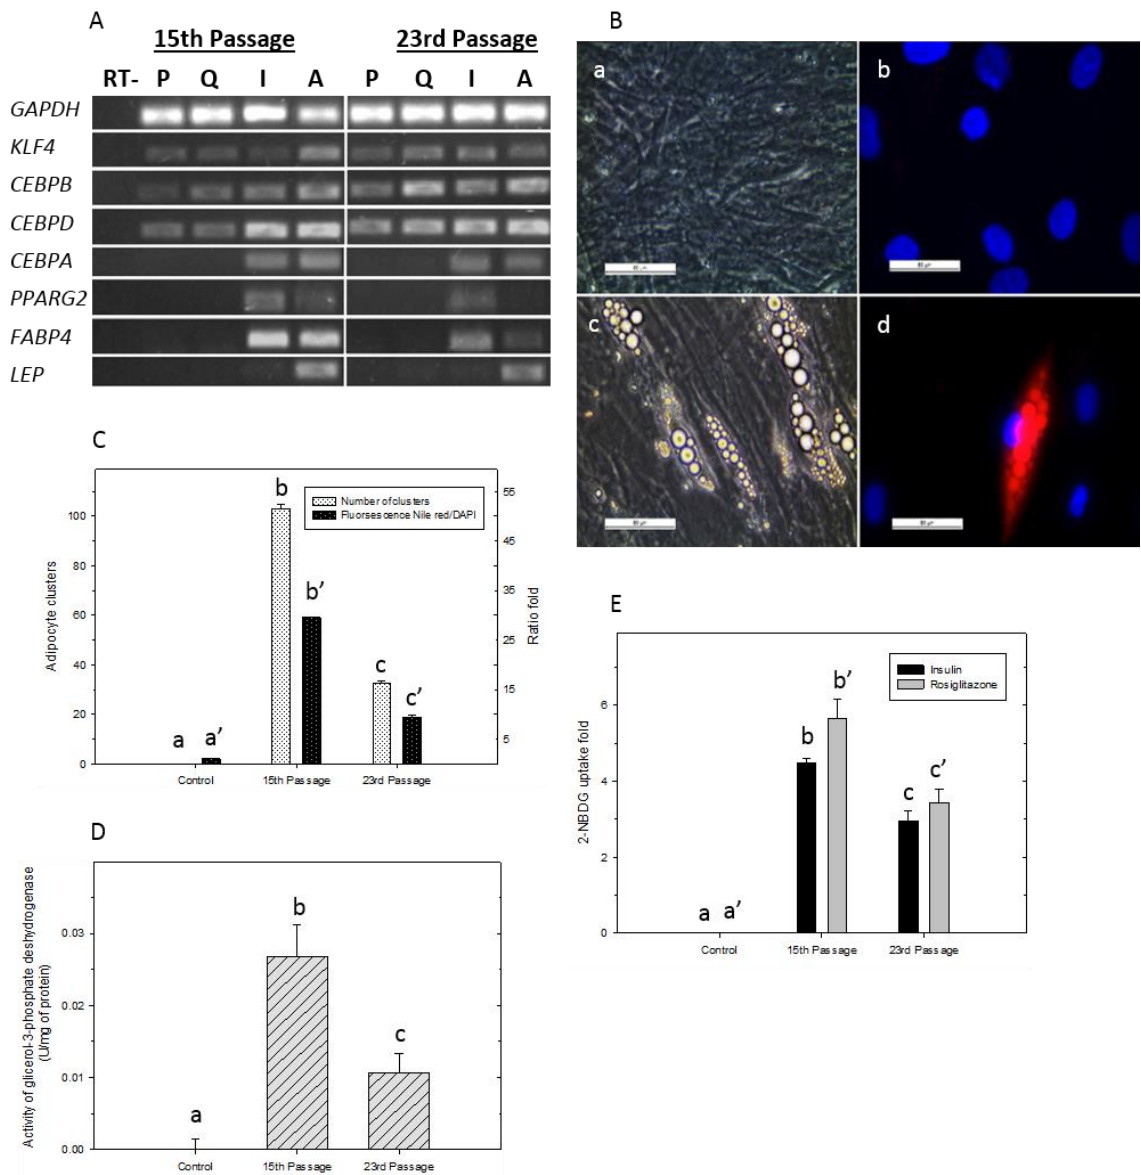 A
15th Passage 23rd Passage
RT- P Q I A P Q I A
GAPDH
KLF4
CEBPB
CEBPD
CEBPA
PPARG2
FABP4
LEP
B
a
b
c
d
C
Adipocyte clusters
100
80
60
40
20
0
Number of clusters
Fluorsescence Nile red/DAPI
55
45
35
25
15
5
Ratio fold
a a’
b
b’
c
c’
Control 15th Passage 23rd Passage
D
Activity of glicerol-3-phosphate deshydrogenase
(U/mg of protein)
0.03
0.02
0.01
0.00
a
b
c
Control 15th Passage 23rd Passage
E
2-NBDG uptake fold
6
4
2
0
Insulin
Rosiglitazone
a a’
b
b’
c
c’
Control 15th Passage 23rd Passage